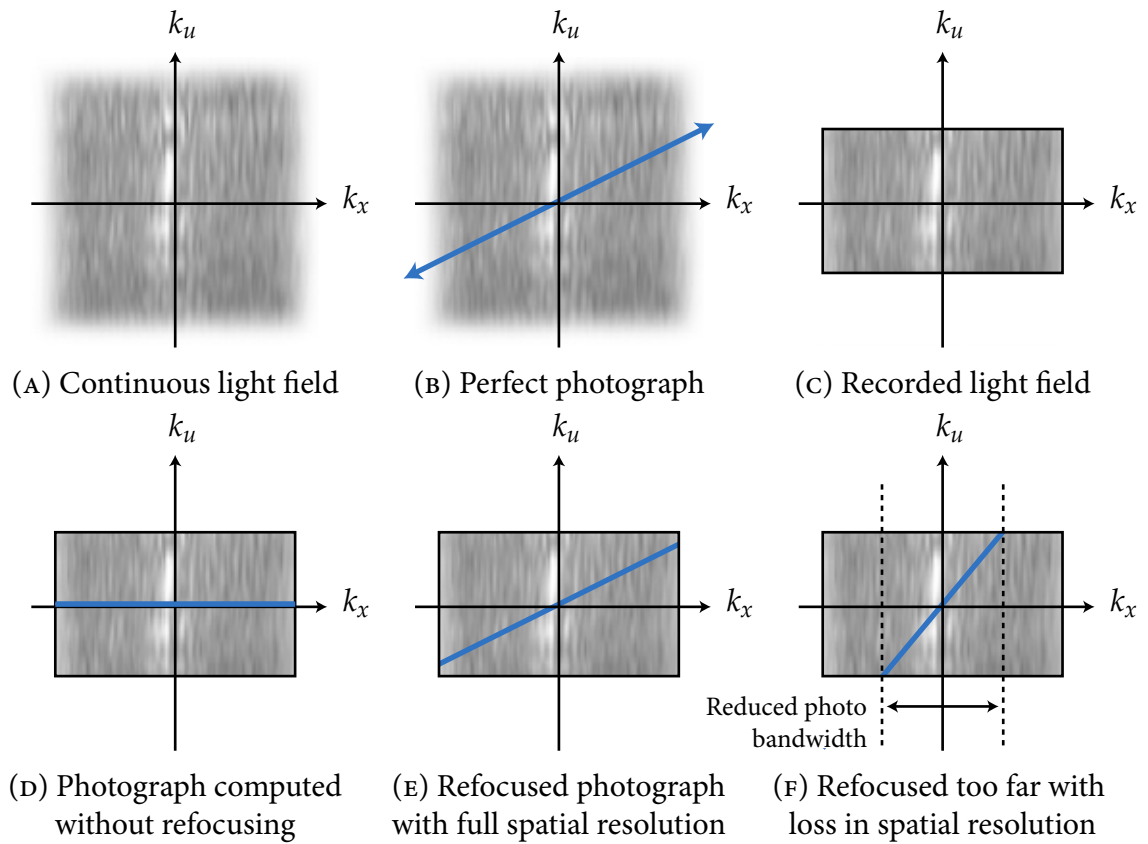 k_u
k_u
k_x
k_x
k_x
(A) Continuous light field
(B) Perfect photograph
(C) Recorded light field
k_u
k_u
k_u
k_x
k_x
k_x
Reduced photo
bandwidth
(D) Photograph computed
without refocusing
(E) Refocused photograph
with full spatial resolution
(F) Refocused too far with
loss in spatial resolution